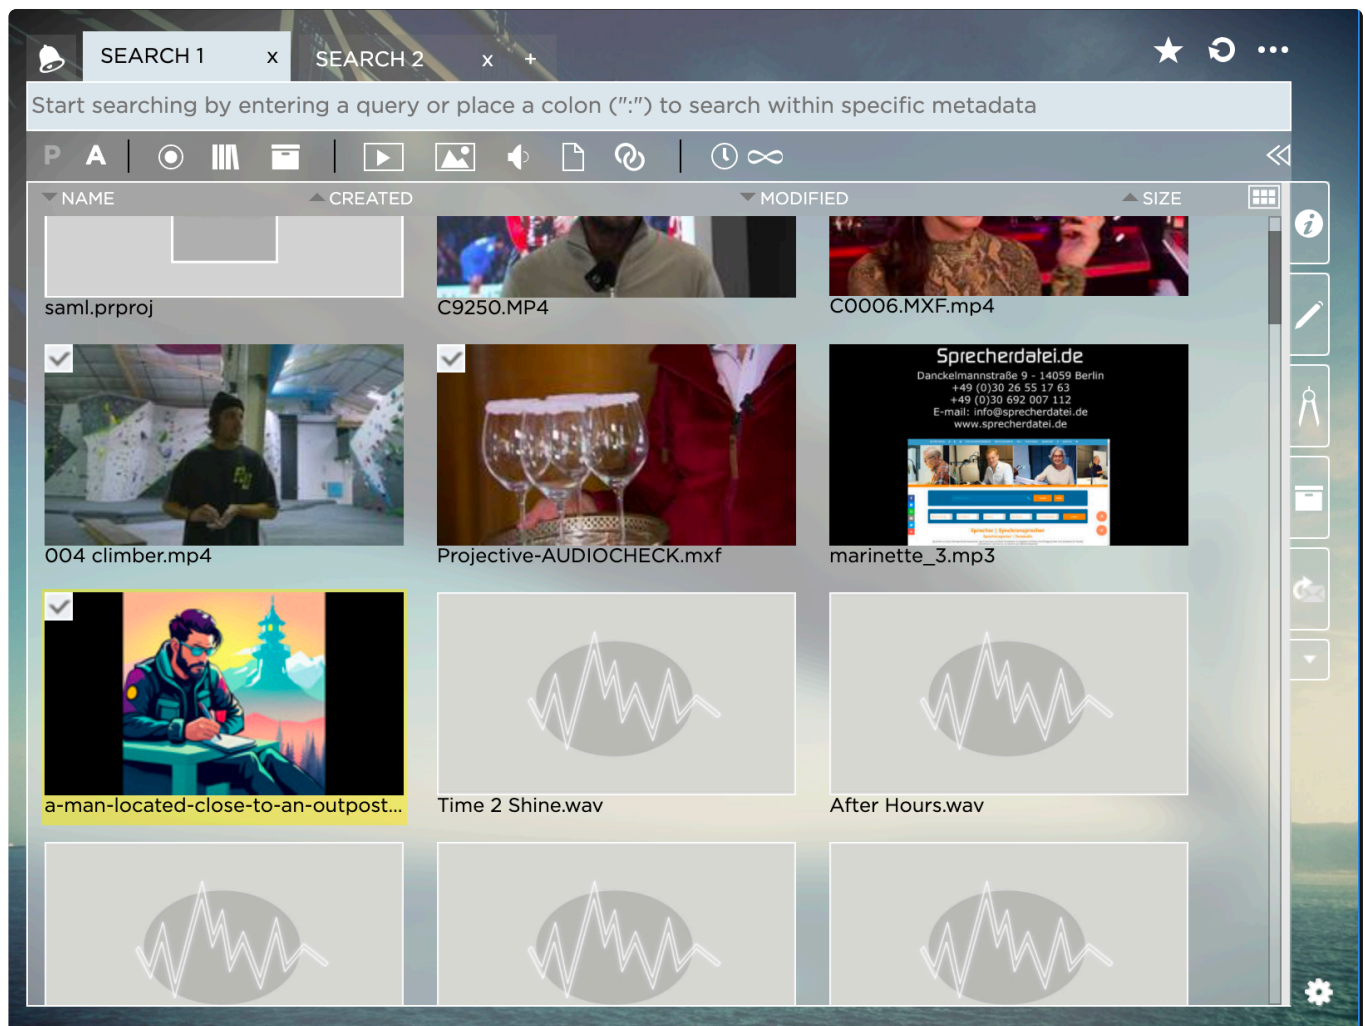 SEARCH 1 x
SEARCH 2 x +
Start searching by entering a query or place a colon (":") to search within specific metadata
P A
NAME CREATED MODIFIED SIZE
saml.prproj
C9250.MP4
C0006.MXF.mp4
Sprecherdatei.de
Danckelmannstraße 9 - 14059 Berlin
+49 (0)30 26 55 17 63
+49 (0)30 692 007 112
E-mail: info@sprecherdatei.de
www.sprecherdatei.de
004 climber.mp4
Projective-AUDIOCHECK.mxf
marinette_3.mp3
a-man-located-close-to-an-outpost...
Time 2 Shine.wav
After Hours.wav